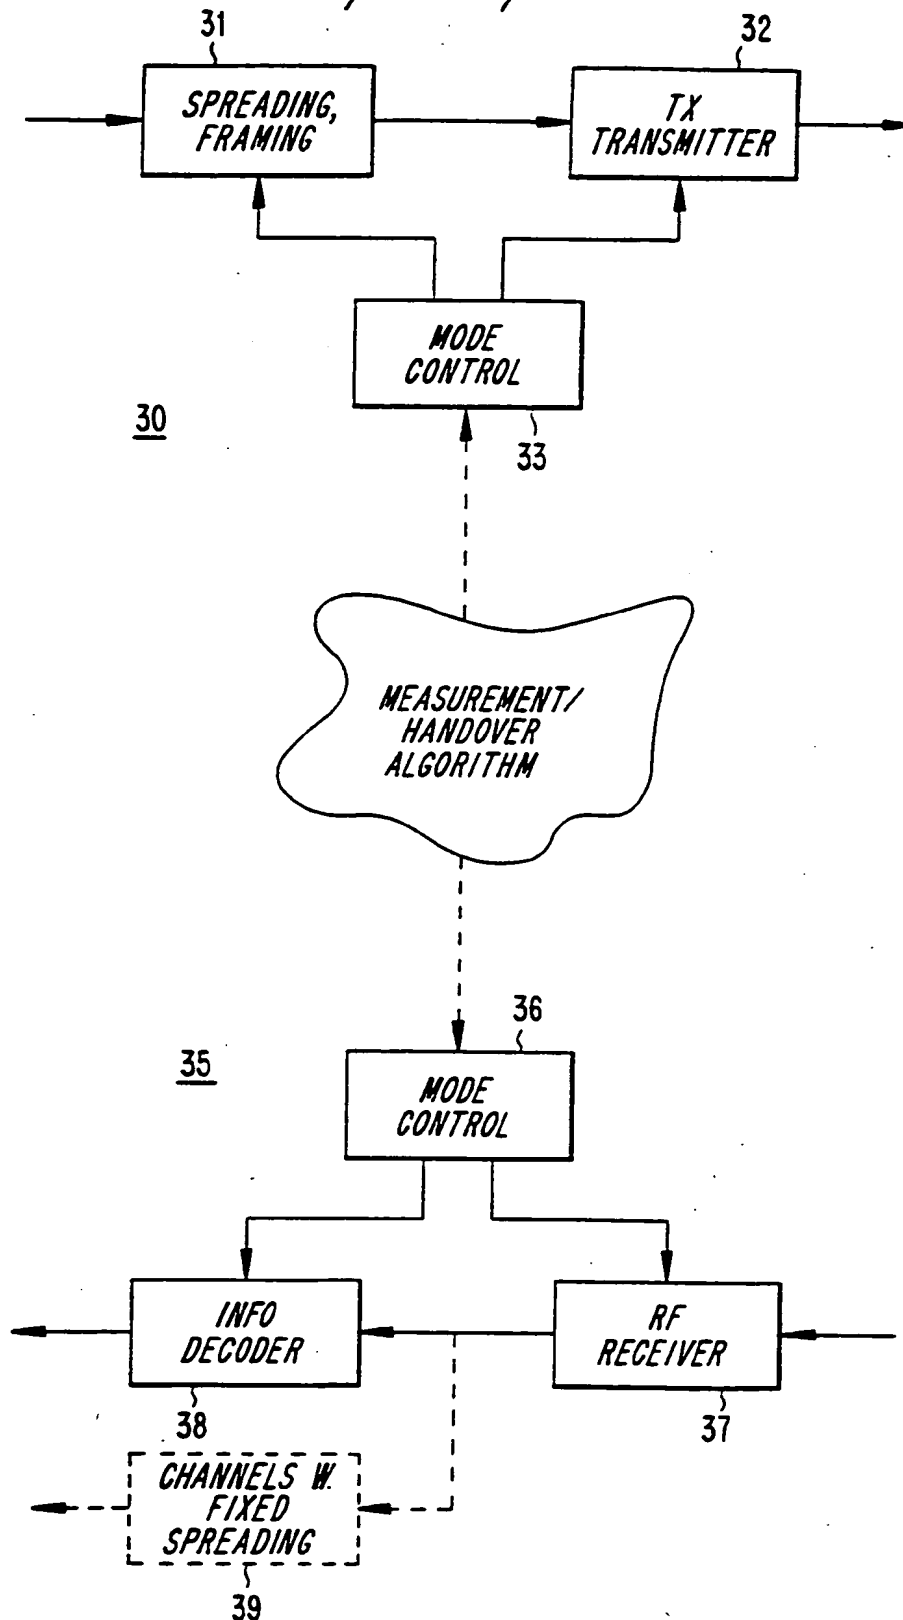 31
32
SPREADING,
FRAMING
TX
TRANSMITTER
MODE
CONTROL
30
33
MEASUREMENT/
HANDOVER
ALGORITHM
36
35
MODE
CONTROL
INFO
DECODER
RF
RECEIVER
38
37
CHANNELS W.
FIXED
SPREADING
39